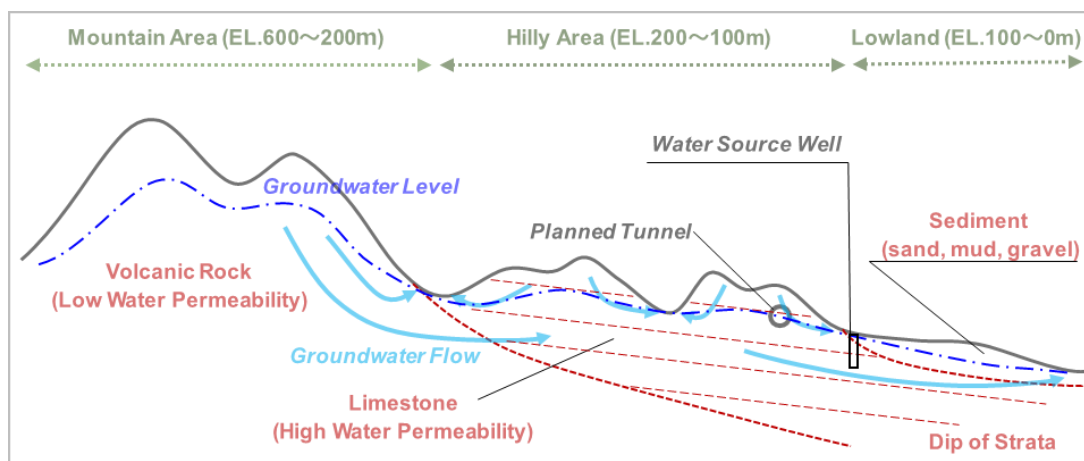 Mountain Area (EL.600～200m)
Hilly Area (EL.200～100m)
Lowland (EL.100～0m)
Water Source Well
Groundwater Level
Planned Tunnel
Sediment
(sand, mud, gravel)
Volcanic Rock
(Low Water Permeability)
Groundwater Flow
Limestone
(High Water Permeability)
Dip of Strata